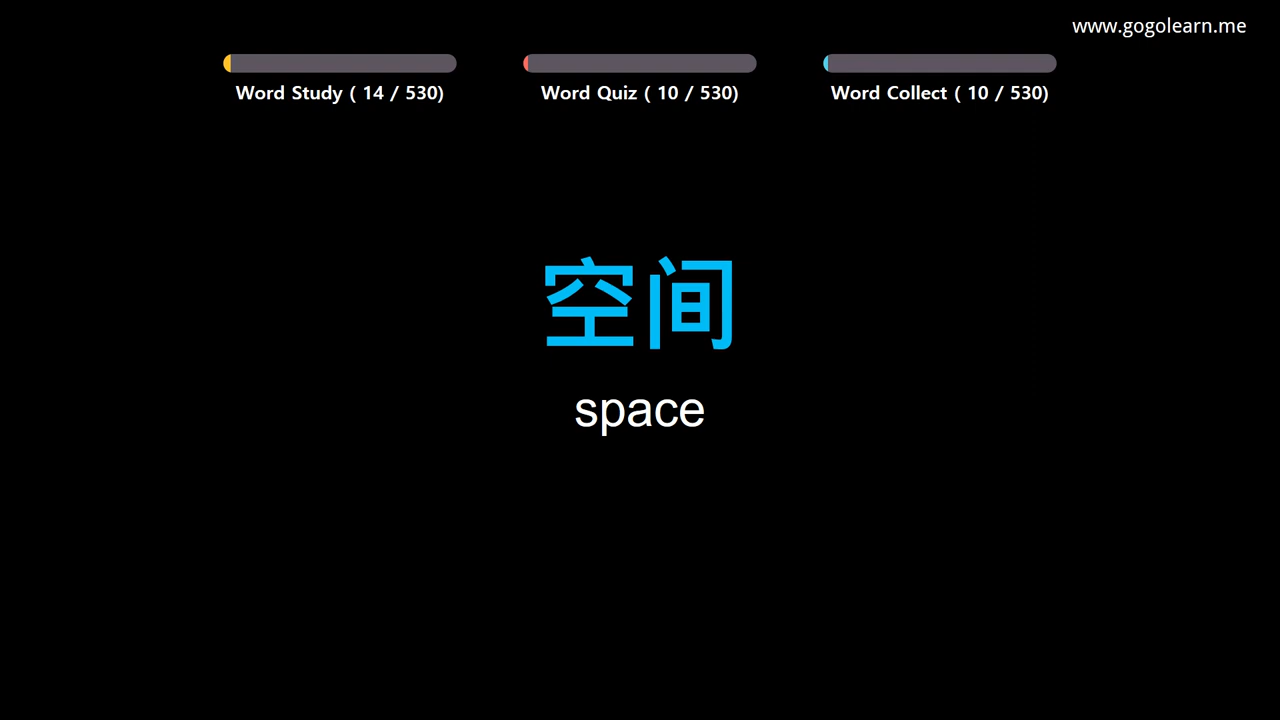 www.gogolearn.me
Word Study ( 14 / 530)
Word Quiz ( 10 / 530)
Word Collect ( 10 / 530)
空间
space